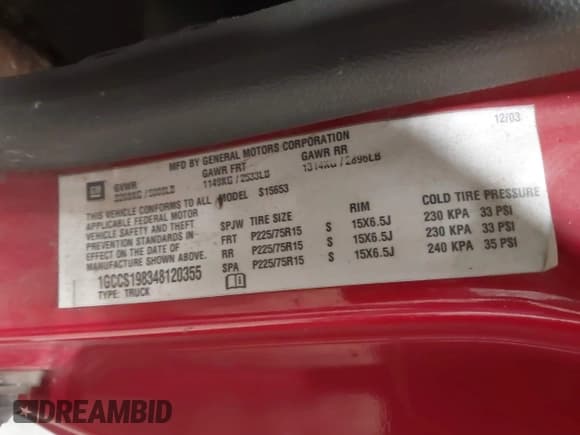 12/03
MFD BY GENERAL MOTORS CORPORATION
GM
GVWR GAWR FRT GAWR RR
1149KG / 2533LB 1314KG / 2896LB
THIS VEHICLE CONFORMS TO ALL MODEL S15653
APPLICABLE FEDERAL MOTOR
VEHICLE SAFETY AND THEFT
PREVENTION STANDARDS IN
EFFECT ON THE DATE OF
MANUFACTURE SHOWN ABOVE.
SPJW TIRE SIZE RIM COLD TIRE PRESSURE
FRT P225/75R15 S 15X6.5J 230 KPA 33 PSI
RR P225/75R15 S 15X6.5J 230 KPA 33 PSI
SPA P225/75R15 S 15X6.5J 240 KPA 35 PSI
1GCCS198348120355
TYPE: TRUCK
DREAMBID